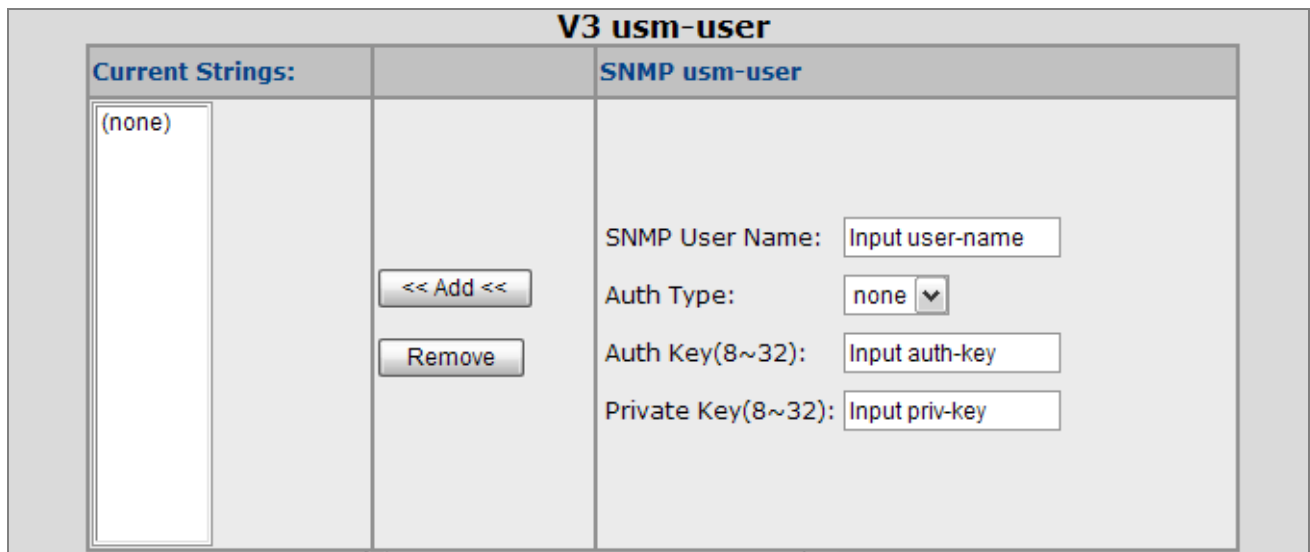 V3 usm-user
Current Strings:
SNMP usm-user
(none)
<< Add <<
Remove
SNMP User Name: Input user-name
Auth Type: none
Auth Key(8~32): Input auth-key
Private Key(8~32): Input priv-key